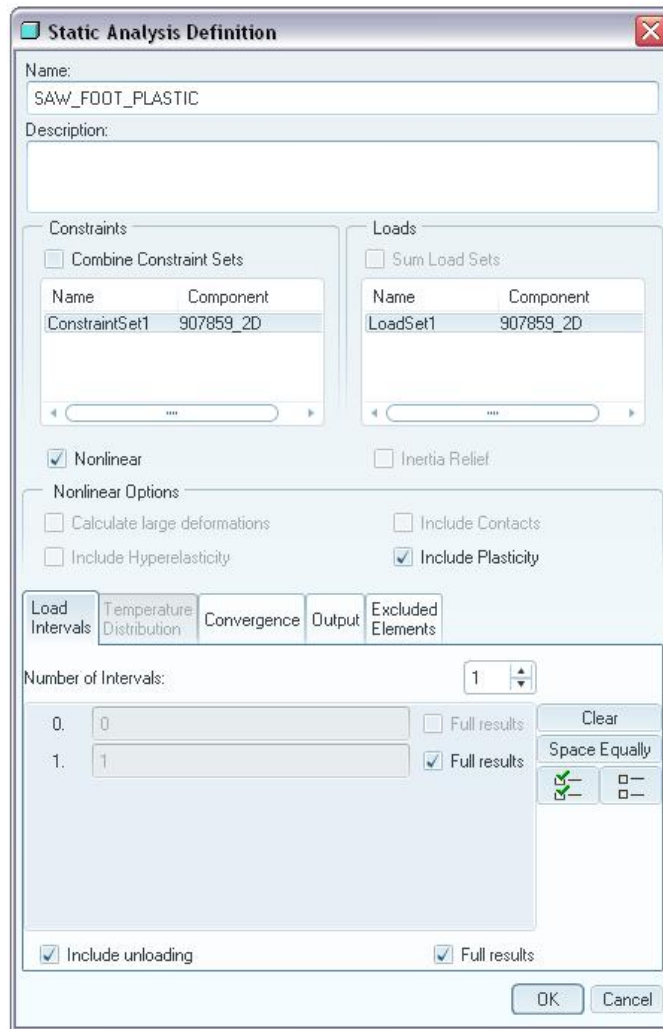 Static Analysis Definition
Name:
SAW_FOOT_PLASTIC
Description:
Constraints
Loads
Combine Constraint Sets
Sum Load Sets
Name Component
Name Component
ConstraintSet1 907859_2D
LoadSet1 907859_2D
Nonlinear
Inertia Relief
Nonlinear Options
Calculate large deformations
Include Contacts
Include Hyperelasticity
Include Plasticity
Load Intervals
Temperature Distribution
Convergence
Output
Excluded Elements
Number of Intervals: 1
0. 0 Full results
Clear
1. 1 Full results
Space Equally
Include unloading
Full results
OK Cancel